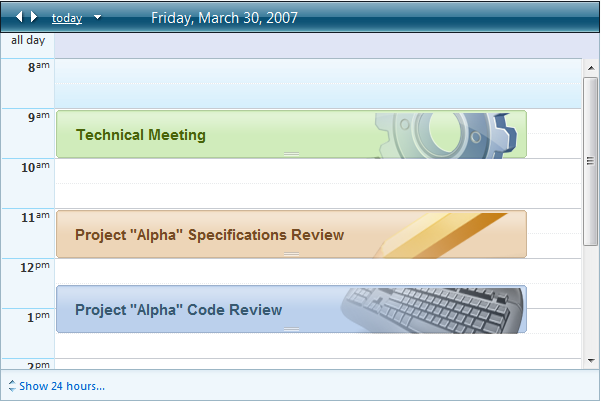 today Friday, March 30, 2007
all day
8am
9am
Technical Meeting
10am
11am
Project "Alpha" Specifications Review
12pm
Project "Alpha" Code Review
1pm
2pm
Show 24 hours...